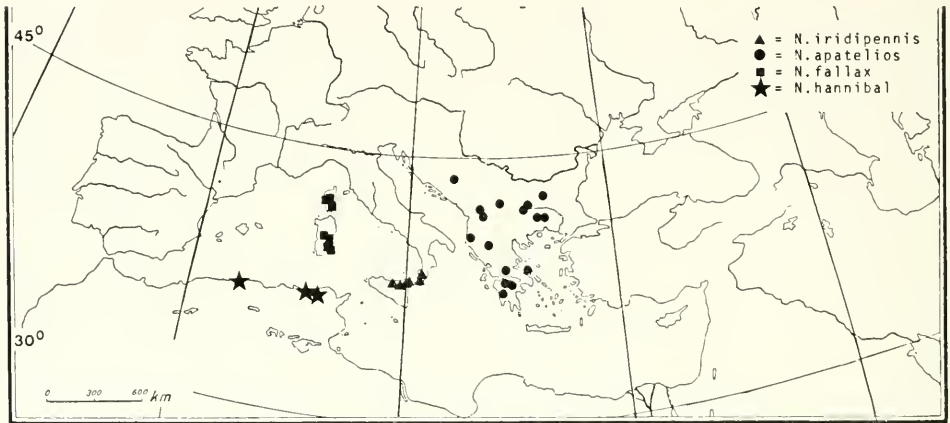 45°
▲ = N.iridipennis
● = N.apatelios
■ = N.fallax
★ = N.hannibal
30°
0 300 600 km